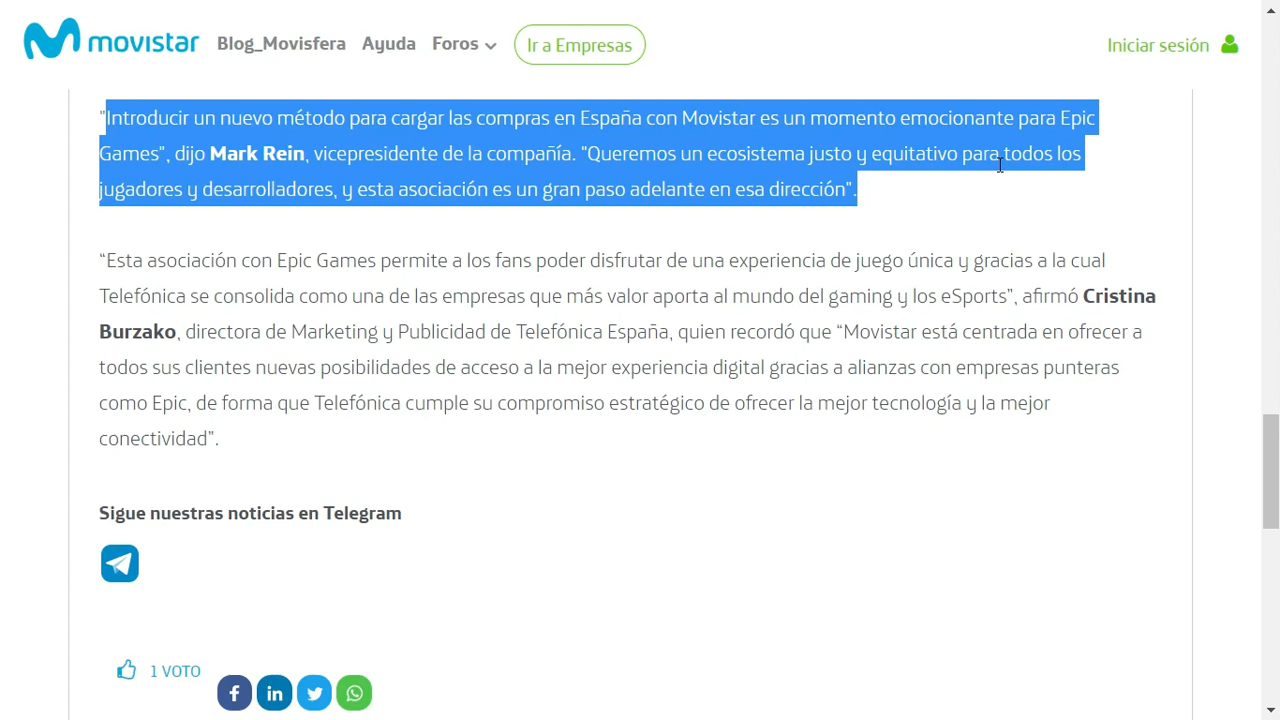 movistar Blog_Movisfera Ayuda Foros Ir a Empresas Iniciar sesión
"Introducir un nuevo método para cargar las compras en España con Movistar es un momento emocionante para Epic
Games", dijo Mark Rein, vicepresidente de la compañía. "Queremos un ecosistema justo y equitativo para todos los
jugadores y desarrolladores, y esta asociación es un gran paso adelante en esa dirección".
“Esta asociación con Epic Games permite a los fans poder disfrutar de una experiencia de juego única y gracias a la cual
Telefónica se consolida como una de las empresas que más valor aporta al mundo del gaming y los eSports”, afirmó Cristina
Burzako, directora de Marketing y Publicidad de Telefónica España, quien recordó que “Movistar está centrada en ofrecer a
todos sus clientes nuevas posibilidades de acceso a la mejor experiencia digital gracias a alianzas con empresas punteras
como Epic, de forma que Telefónica cumple su compromiso estratégico de ofrecer la mejor tecnología y la mejor
conectividad”.
Sigue nuestras noticias en Telegram
1 VOTO